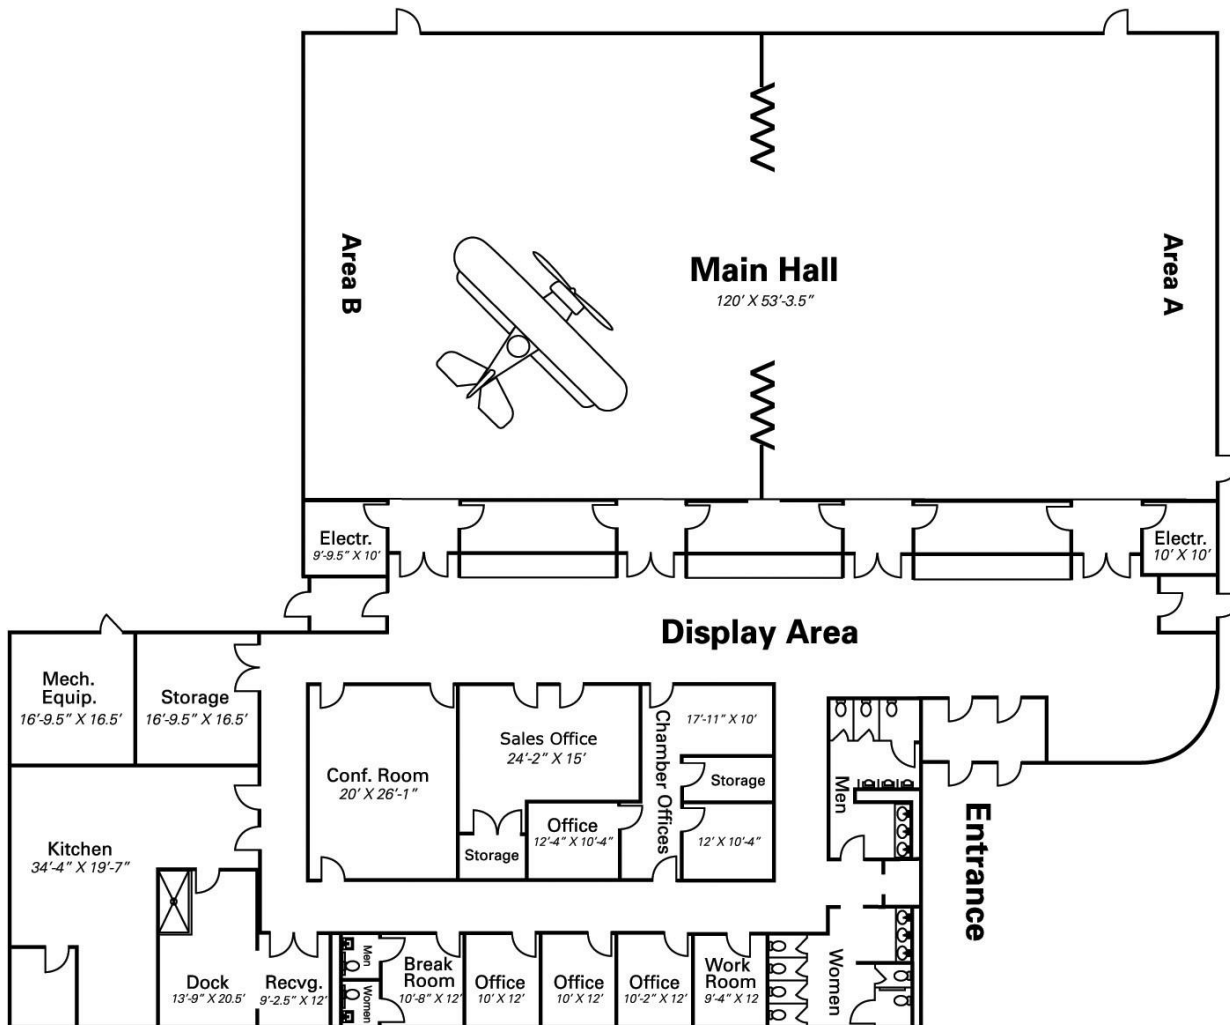 Area B
Main Hall
120’ X 53’-3.5”
Area A
Electr.
9’-9.5” X 10’
Electr.
10’ X 10’
Display Area
Mech.
Equip.
16’-9.5” X 16.5’
Storage
16’-9.5” X 16.5’
Conf. Room
20’ X 26’-1”
Sales Office
24’-2” X 15’
Chamber Offices
17’-11” X 10’
Storage
Office
12’-4” X 10’-4”
12’ X 10’-4”
Storage
Men
Entrance
Kitchen
34’-4” X 19’-7”
Dock
13’-9” X 20.5’
Recvg.
9’-2.5” X 12’
Men
Women
Break
Room
10’-8” X 12’
Office
10’ X 12’
Office
10’ X 12’
Office
10’-2” X 12’
Work
Room
9’-4” X 12
Women